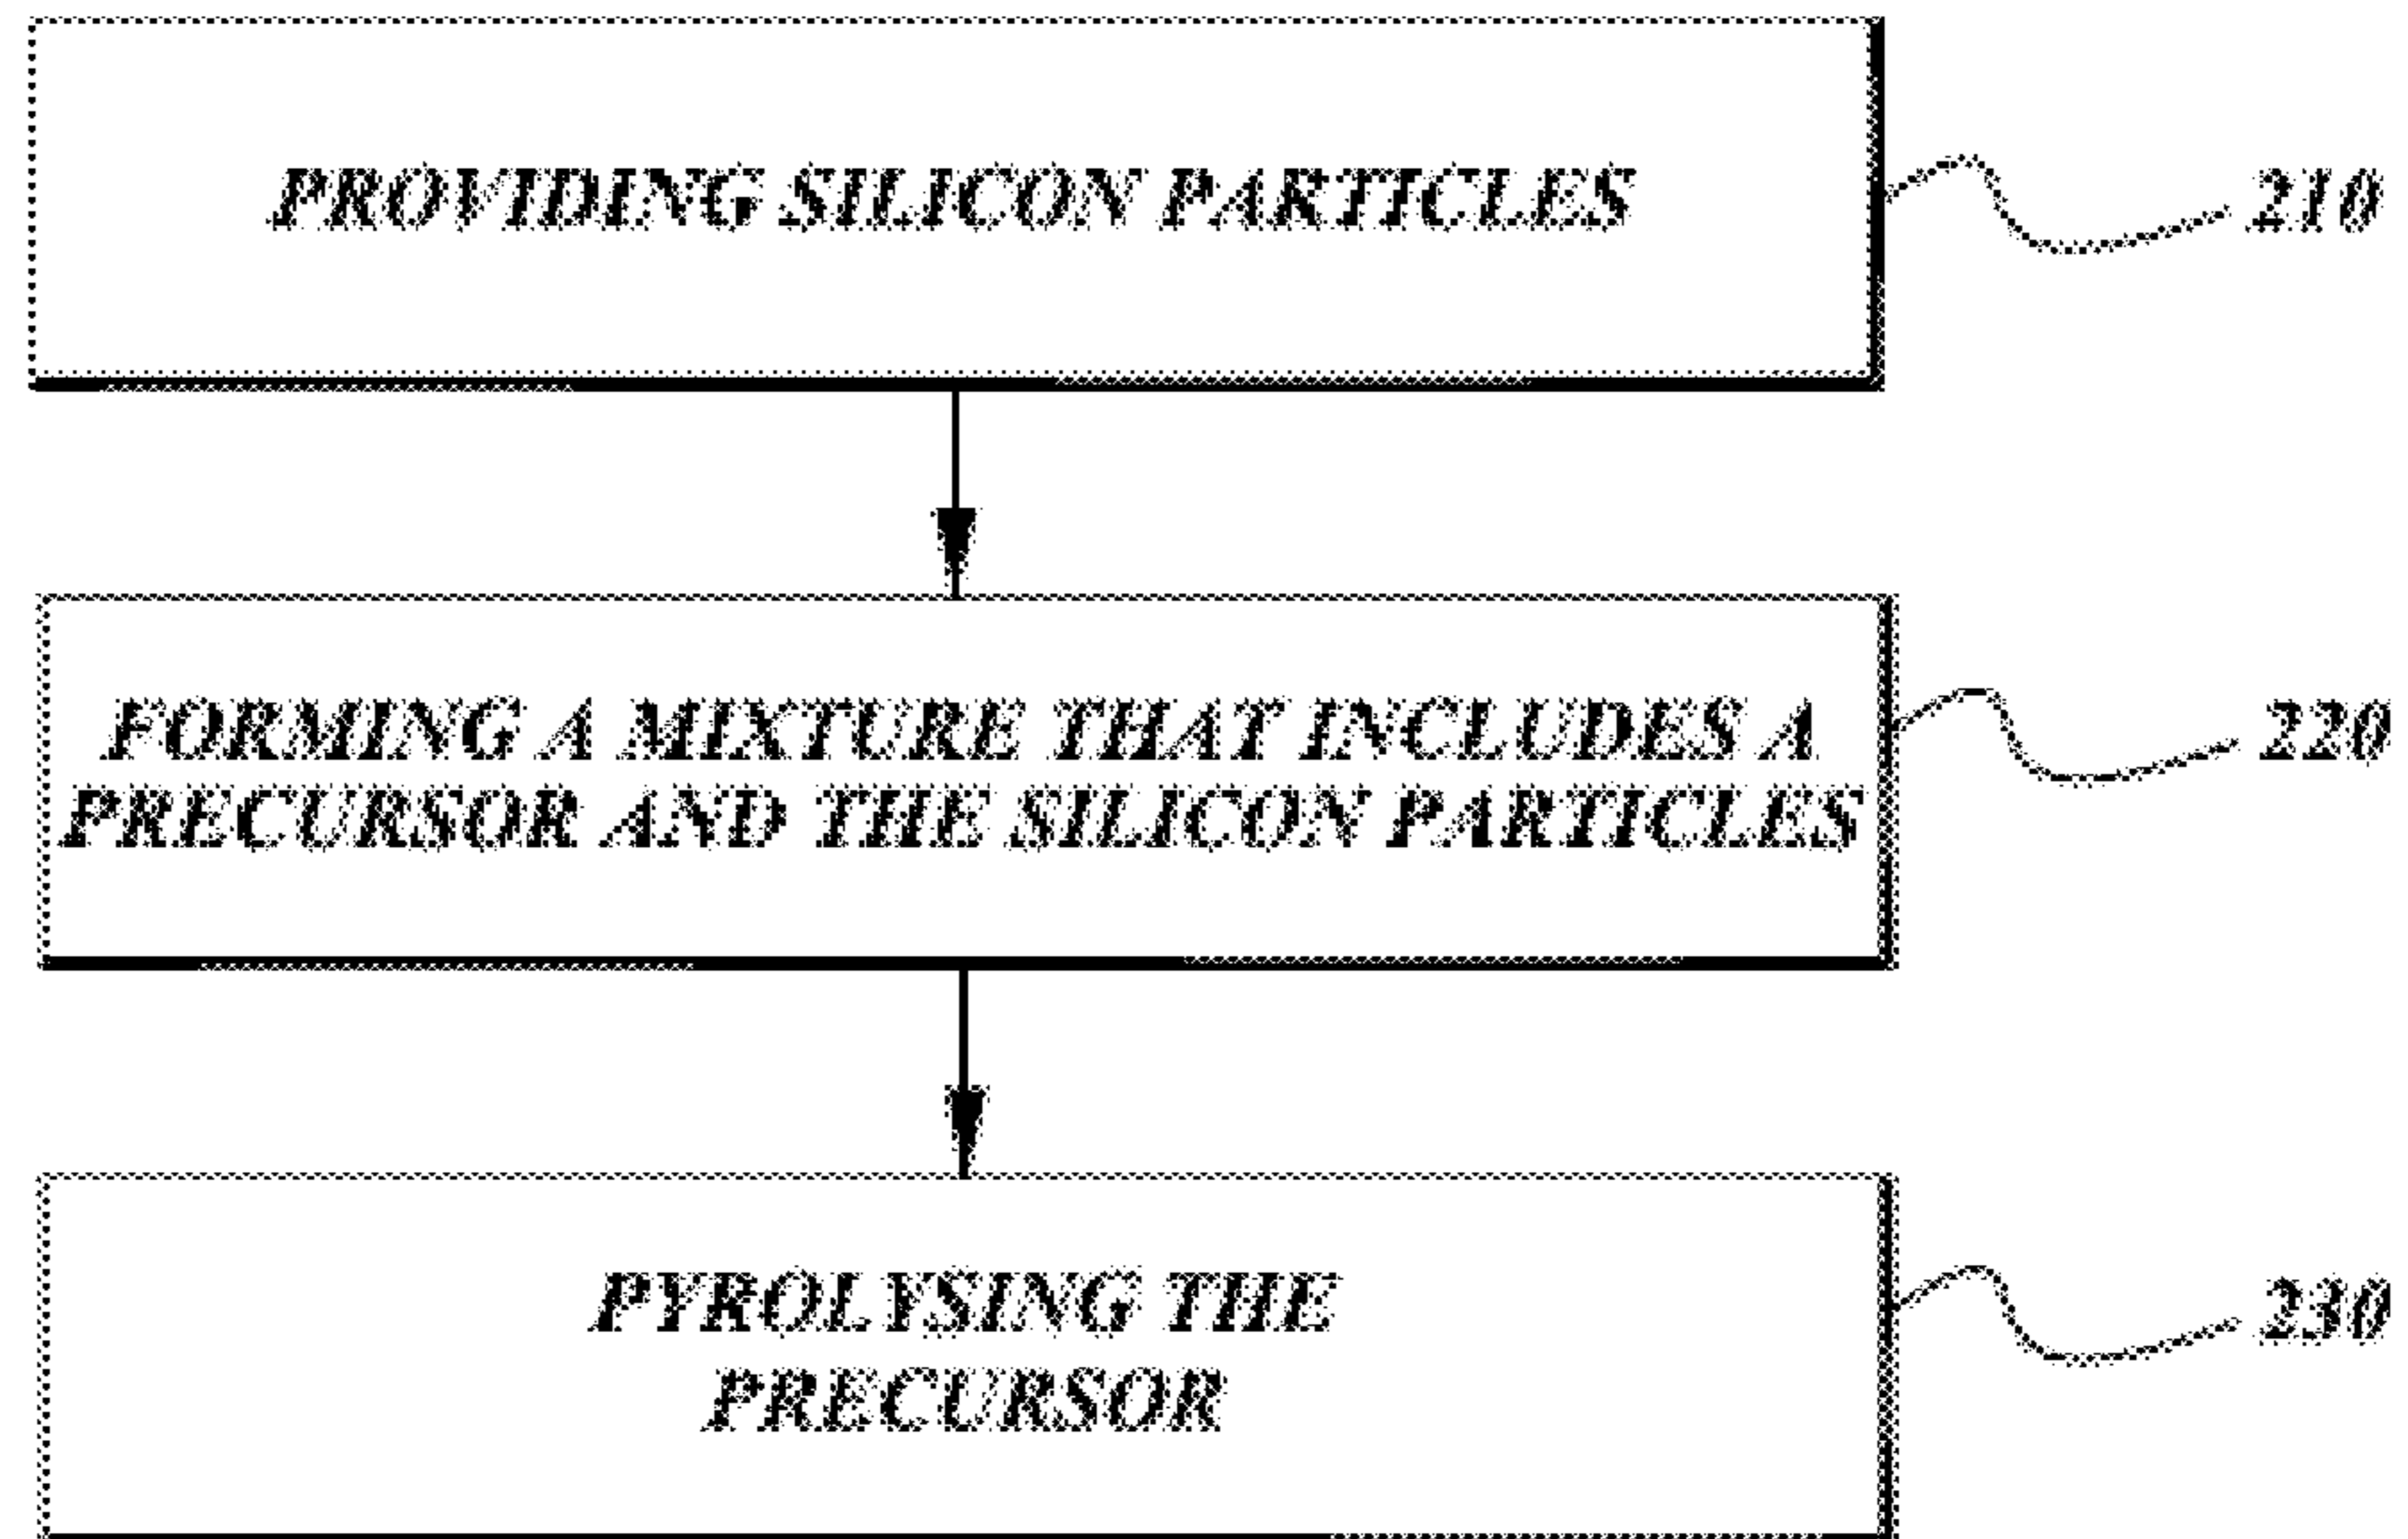 PROVIDING SILICON PARTICLES
210
FORMING A MIXTURE THAT INCLUDES A
PRECURSOR AND THE SILICON PARTICLES
220
PYROLYSING THE
PRECURSOR
230